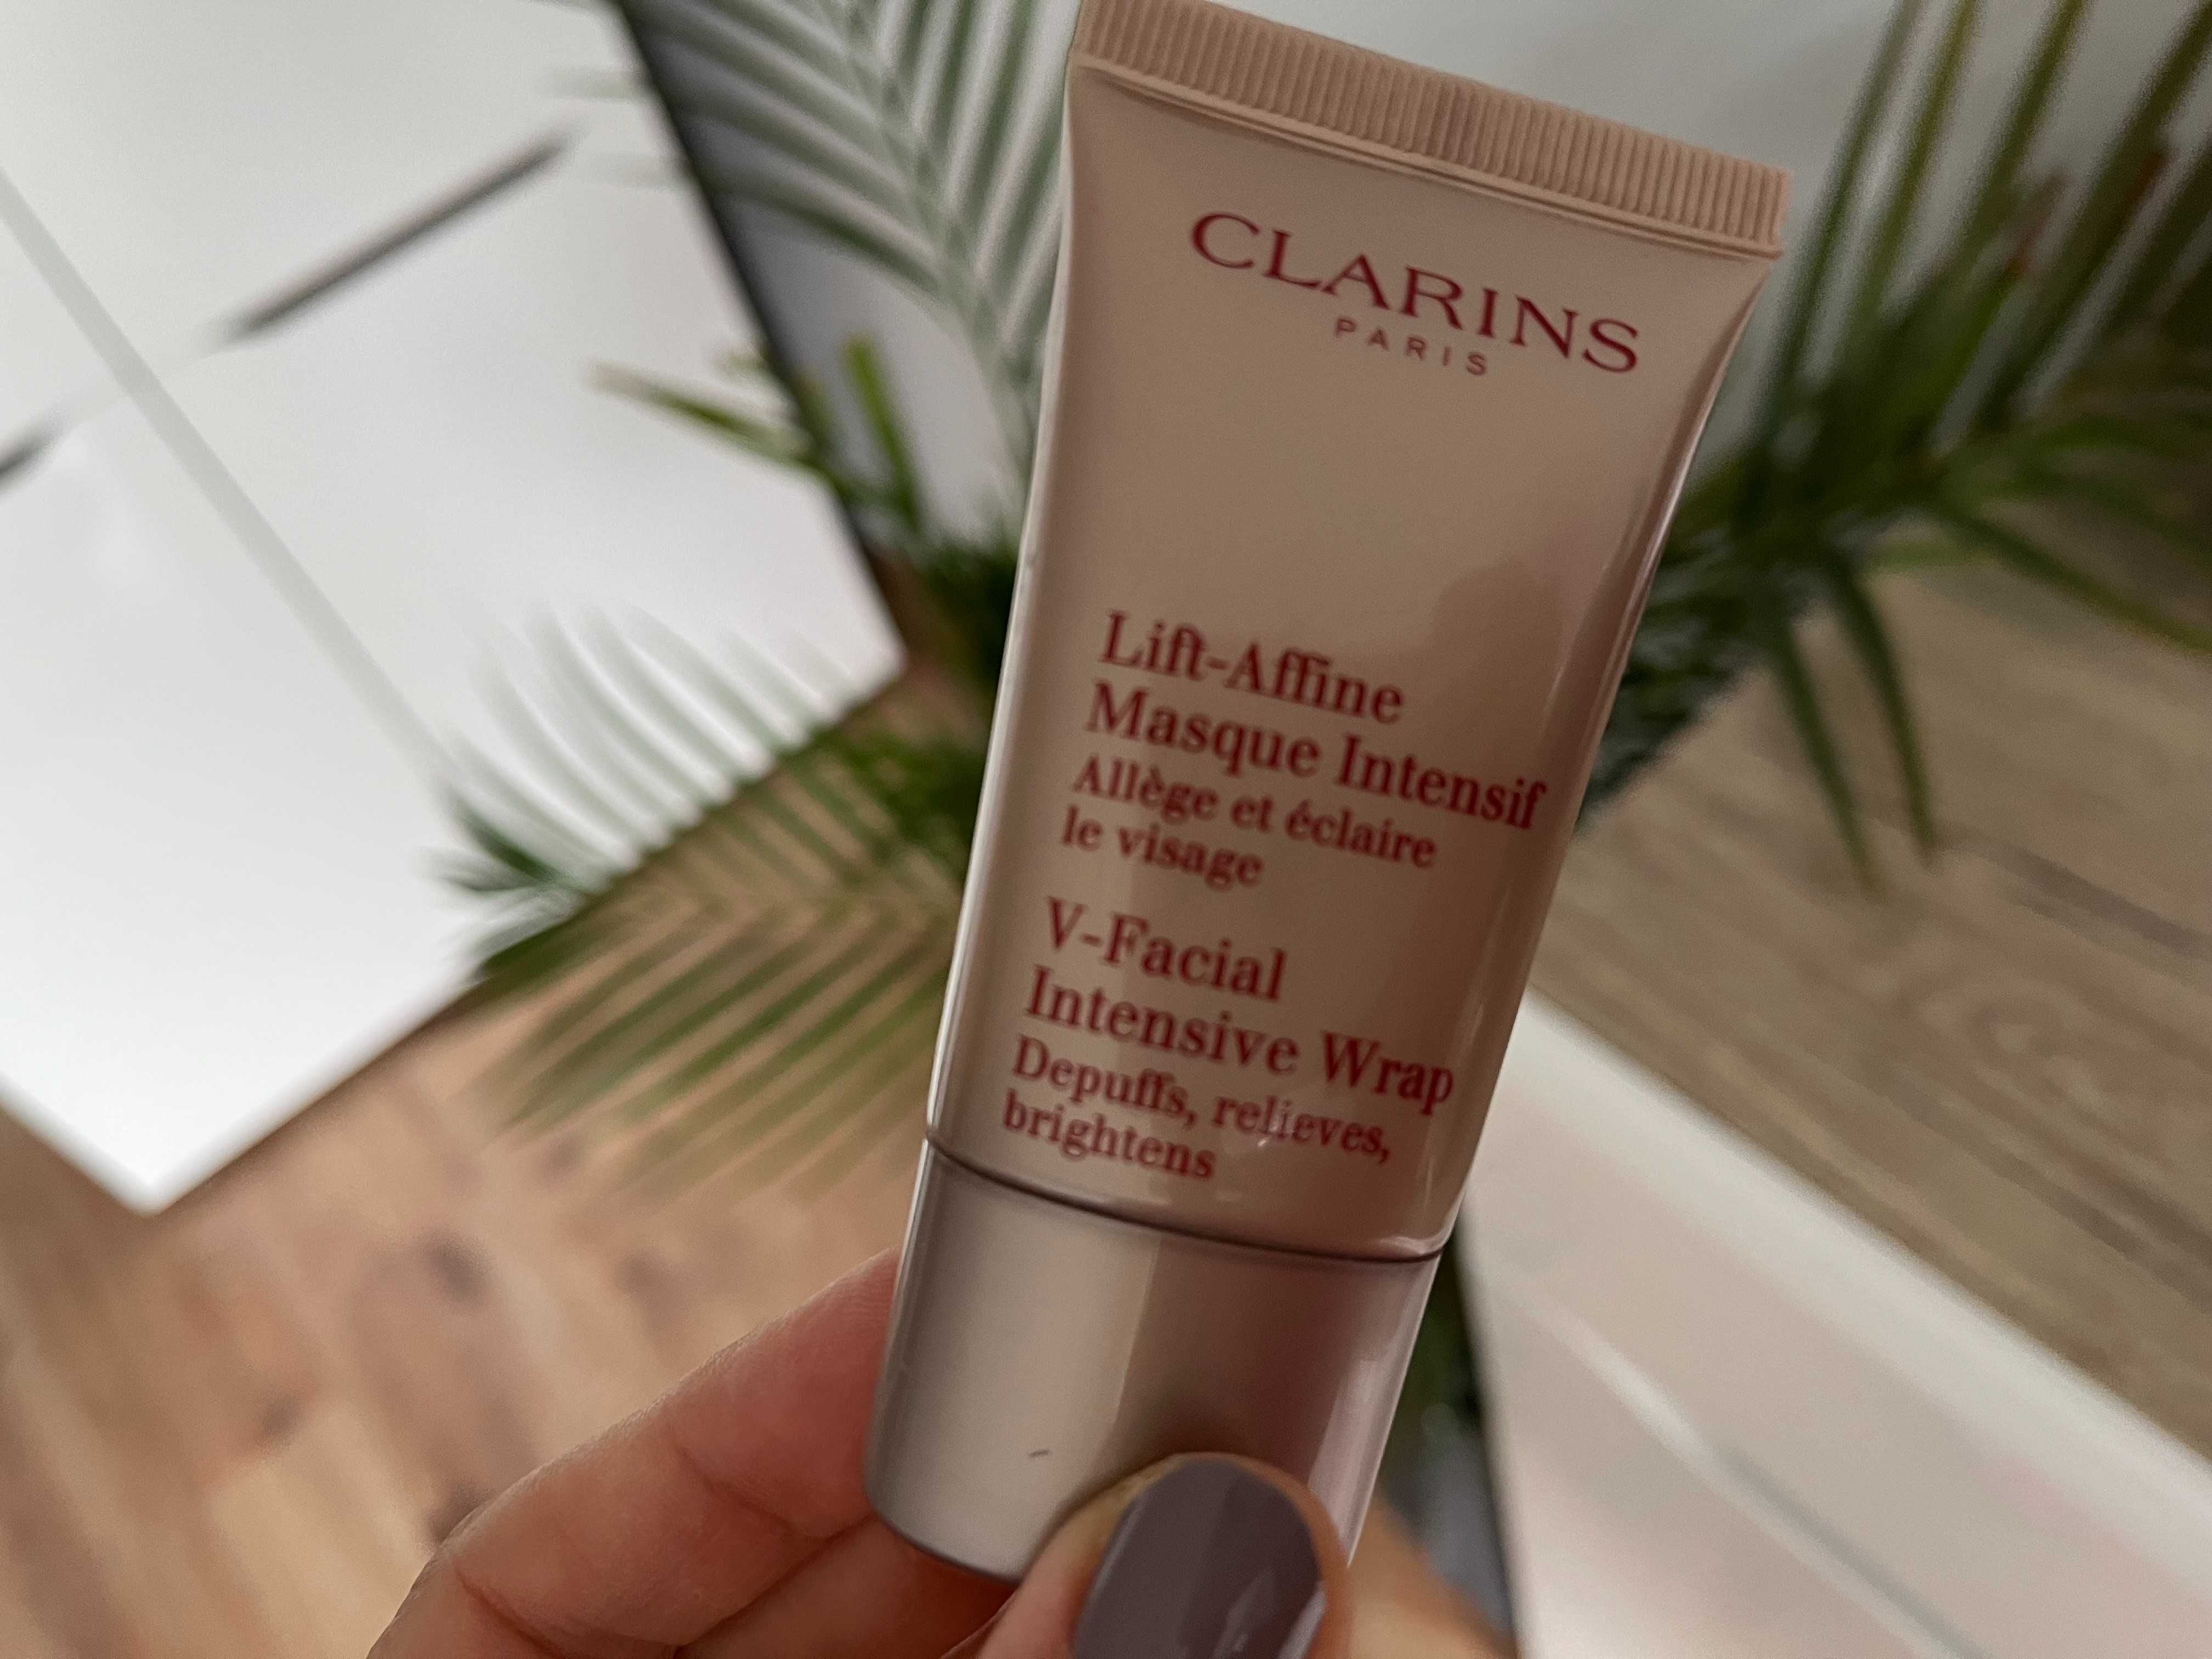 CLARINS
PARIS
Lift-Affine
Masque Intensif
Allège et éclaire
le visage
V-Facial
Intensive Wrap
Depuffs, relieves,
brightens